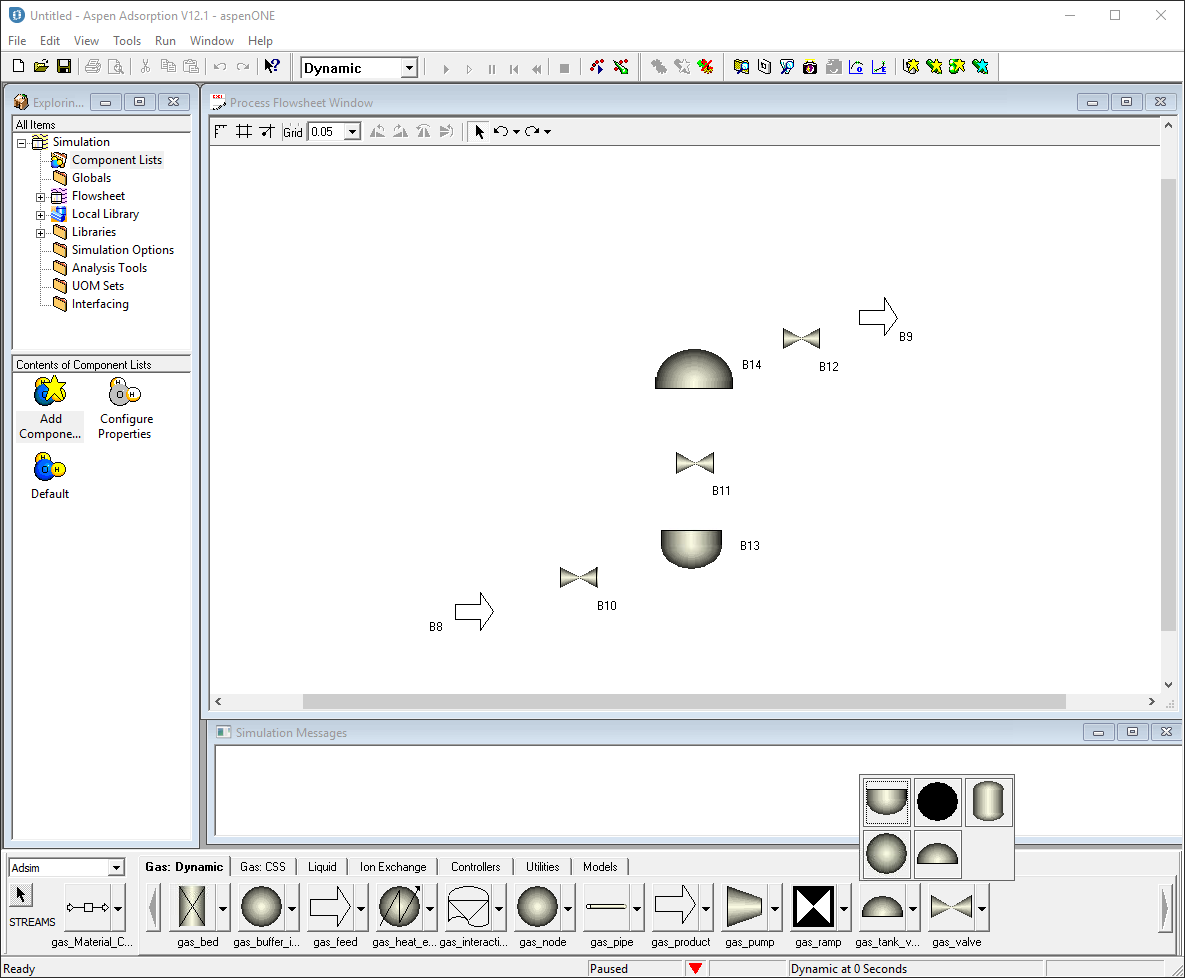 Untitled - Aspen Adsorption V12.1 - aspenONE
File Edit View Tools Run Window Help
Dynamic
Explorin...
All Items
Simulation
Component Lists
Globals
Flowsheet
Local Library
Libraries
Simulation Options
Analysis Tools
UOM Sets
Interfacing
Contents of Component Lists
Add Compone...
Configure Properties
Default
Process Flowsheet Window
Grid 0.05
B9
B12
B14
B11
B13
B10
B8
Simulation Messages
Adsim
Gas: Dynamic Gas: CSS Liquid Ion Exchange Controllers Utilities Models
STREAMS
gas_Material_C... gas_bed gas_buffer_i... gas_feed gas_heat_e... gas_interacti... gas_node gas_pipe gas_product gas_pump gas_ramp gas_tank_v... gas_valve
Ready Paused Dynamic at 0 Seconds